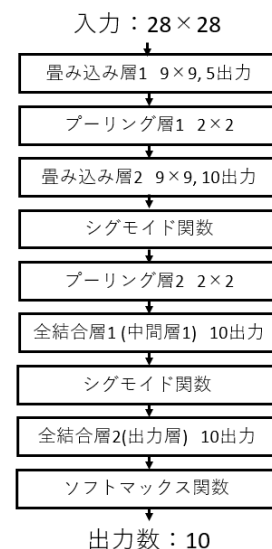 入力：28×28
畳み込み層1 9×9, 5出力
プーリング層1 2×2
畳み込み層2 9×9, 10出力
シグモイド関数
プーリング層2 2×2
全結合層1 (中間層1) 10出力
シグモイド関数
全結合層2(出力層) 10出力
ソフトマックス関数
出力数：10